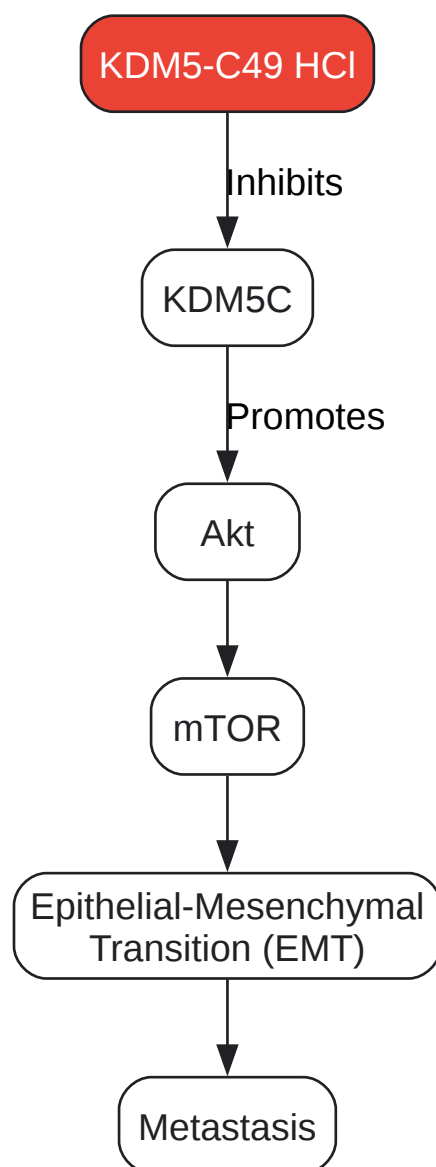 KDM5-C49 HCl
Inhibits
KDM5C
Promotes
Akt
mTOR
Epithelial-Mesenchymal
Transition (EMT)
Metastasis